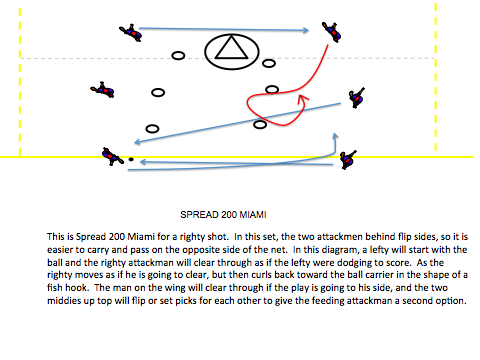 SPREAD 200 MIAMI
This is Spread 200 Miami for a righty shot. In this set, the two attackmen behind flip sides, so it is
easier to carry and pass on the opposite side of the net. In this diagram, a lefty will start with the
ball and the righty attackman will clear through as if the lefty were dodging to score. As the
righty moves as if he is going to clear, but then curls back toward the ball carrier in the shape of a
fish hook. The man on the wing will clear through if the play is going to his side, and the two
middies up top will flip or set picks for each other to give the feeding attackman a second option.